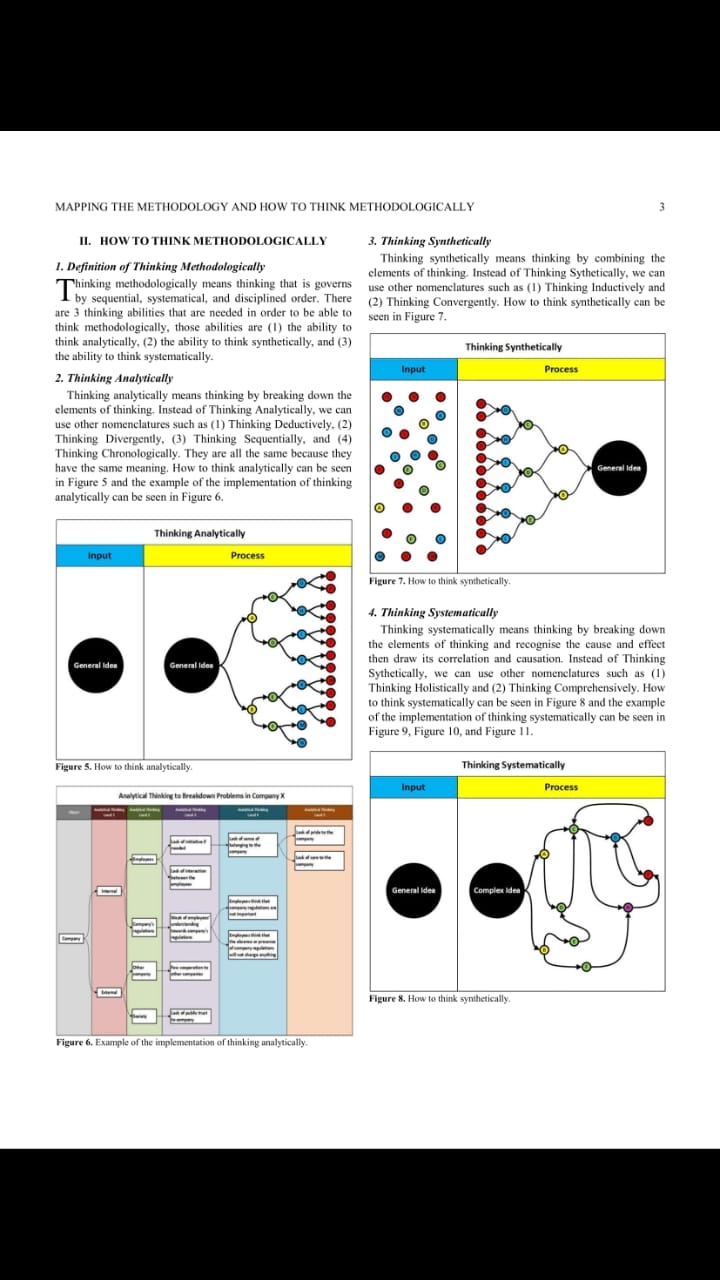 MAPPING THE METHODOLOGY AND HOW TO THINK METHODOLOGICALLY
3
II. HOW TO THINK METHODOLOGICALLY
1. Definition of Thinking Methodologically
Thinking methodologically means thinking that is governs
by sequential, systematical, and disciplined order. There
are 3 thinking abilities that are needed in order to be able to
think methodologically, those abilities are (1) the ability to
think analytically, (2) the ability to think synthetically, and (3)
the ability to think systematically.
2. Thinking Analytically
Thinking analytically means thinking by breaking down the
elements of thinking. Instead of Thinking Analytically, we can
use other nomenclatures such as (1) Thinking Deductively, (2)
Thinking Divergently, (3) Thinking Sequentially, and (4)
Thinking Chronologically. They are all the same because they
have the same meaning. How to think analytically can be seen
in Figure 5 and the example of the implementation of thinking
analytically can be seen in Figure 6.
Thinking Analytically
Input
Process
General Idea
General Idea
Figure 5. How to think analytically.
Analytical Thinking to Breakdown Problems in Company X
Company
Internal
External
Employees
Company's
regulations
Other
company
Society
Lack of initiative if
needed
Lack of interaction
between the
employees
Weak of employees'
understanding
towards company's
regulations
Few cooperation to
other companies
Lack of public trust
to company
Lack of sense of
belonging to the
company
Employees think that
company regulations are
not important
Employees think that
the absence or presence
of company regulation
will not change anything
Lack of pride to the
company
Lack of care to the
company
Figure 6. Example of the implementation of thinking analytically.
3. Thinking Synthetically
Thinking synthetically means thinking by combining the
elements of thinking. Instead of Thinking Sythetically, we can
use other nomenclatures such as (1) Thinking Inductively and
(2) Thinking Convergently. How to think synthetically can be
seen in Figure 7.
Thinking Synthetically
Input
Process
General Idea
Figure 7. How to think synthetically.
4. Thinking Systematically
Thinking systematically means thinking by breaking down
the elements of thinking and recognise the cause and effect
then draw its correlation and causation. Instead of Thinking
Sythetically, we can use other nomenclatures such as (1)
Thinking Holistically and (2) Thinking Comprehensively. How
to think systematically can be seen in Figure 8 and the example
of the implementation of thinking systematically can be seen in
Figure 9, Figure 10, and Figure 11.
Thinking Systematically
Input
Process
General Idea
Complex Idea
Figure 8. How to think synthetically.